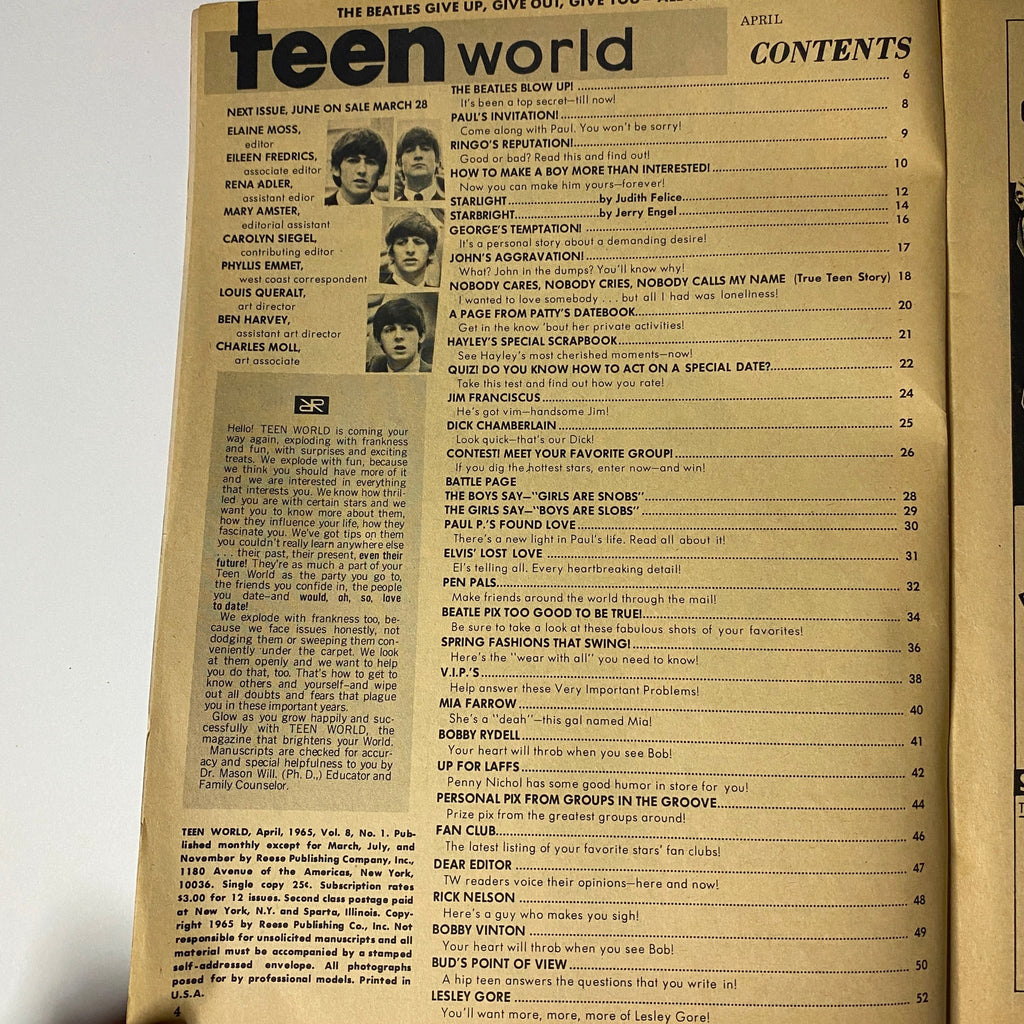 THE BEATLES GIVE UP, GIVE OUT, GIVE YOU
teen world
APRIL
CONTENTS
NEXT ISSUE, JUNE ON SALE MARCH 28
ELAINE MOSS,
editor
EILEEN FREDRICS,
associate editor
RENA ADLER,
assistant edior
MARY AMSTER,
editorial assistant
CAROLYN SIEGEL,
contributing editor
PHYLLIS EMMET,
west coast correspondent
LOUIS QUERALT,
art director
BEN HARVEY,
assistant art director
CHARLES MOLL,
art associate
Hello! TEEN WORLD is coming your
way again, exploding with frankness
and fun, with surprises and exciting
treats. We explode with fun, because
we think you should have more of it
and we are interested in everything
that interests you. We know how thril-
led you are with certain stars and we
want you to know more about them,
how they influence your life, how they
fascinate you. We've got tips on them
you couldn't really learn anywhere else
. . . their past, their present, even their
future! They're as much a part of your
Teen World as the party you go to,
the friends you confide in, the people
you date—and would, oh, so, love
to date!
We explode with frankness too, be-
cause we face issues honestly, not
dodging them or sweeping them con-
veniently under the carpet. We look
at them openly and we want to help
you do that, too. That's how to get to
know others and yourself—and wipe
out all doubts and fears that plague
you in these important years.
Glow as you grow happily and suc-
cessfully with TEEN WORLD, the
magazine that brightens your World.
Manuscripts are checked for accur-
acy and special helpfulness to you by
Dr. Mason Will. (Ph. D.,) Educator and
Family Counselor.
TEEN WORLD, April, 1965, Vol. 8, No. 1. Pub-
lished monthly except for March, July, and
November by Reese Publishing Company, Inc.,
1180 Avenue of the Americas, New York,
10036. Single copy 25¢. Subscription rates
$3.00 for 12 issues. Second class postage paid
at New York, N.Y. and Sparta, Illinois. Copy-
right 1965 by Reese Publishing Co., Inc. Not
responsible for unsolicited manuscripts and all
material must be accompanied by a stamped
self-addressed envelope. All photographs
posed for by professional models. Printed in
U.S.A.
4
THE BEATLES BLOW UP! 6
It's been a top secret—till now!
PAUL'S INVITATION! 8
Come along with Paul. You won't be sorry!
RINGO'S REPUTATION! 9
Good or bad? Read this and find out!
HOW TO MAKE A BOY MORE THAN INTERESTED! 10
Now you can make him yours—forever!
STARLIGHT by Judith Felice 12
STARBRIGHT by Jerry Engel 14
GEORGE'S TEMPTATION! 16
It's a personal story about a demanding desire!
JOHN'S AGGRAVATION! 17
What? John in the dumps? You'll know why!
NOBODY CARES, NOBODY CRIES, NOBODY CALLS MY NAME (True Teen Story) 18
I wanted to love somebody . . . but all I had was loneliness!
A PAGE FROM PATTY'S DATEBOOK 20
Get in the know 'bout her private activities!
HAYLEY'S SPECIAL SCRAPBOOK 21
See Hayley's most cherished moments—now!
QUIZ! DO YOU KNOW HOW TO ACT ON A SPECIAL DATE? 22
Take this test and find out how you rate!
JIM FRANCISCUS 24
He's got vim—handsome Jim!
DICK CHAMBERLAIN 25
Look quick—that's our Dick!
CONTEST! MEET YOUR FAVORITE GROUP! 26
If you dig the hottest stars, enter now—and win!
BATTLE PAGE
THE BOYS SAY—"GIRLS ARE SNOBS" 28
THE GIRLS SAY—"BOYS ARE SLOBS" 29
PAUL P.'S FOUND LOVE 30
There's a new light in Paul's life. Read all about it!
ELVIS' LOST LOVE 31
El's telling all. Every heartbreaking detail!
PEN PALS 32
Make friends around the world through the mail!
BEATLE PIX TOO GOOD TO BE TRUE! 34
Be sure to take a look at these fabulous shots of your favorites!
SPRING FASHIONS THAT SWING! 36
Here's the "wear with all" you need to know!
V.I.P.'S 38
Help answer these Very Important Problems!
MIA FARROW 40
She's a "deah"—this gal named Mia!
BOBBY RYDELL 41
Your heart will throb when you see Bob!
UP FOR LAFFS 42
Penny Nichol has some good humor in store for you!
PERSONAL PIX FROM GROUPS IN THE GROOVE 44
Prize pix from the greatest groups around!
FAN CLUB 46
The latest listing of your favorite stars' fan clubs!
DEAR EDITOR 47
TW readers voice their opinions—here and now!
RICK NELSON 48
Here's a guy who makes you sigh!
BOBBY VINTON 49
Your heart will throb when you see Bob!
BUD'S POINT OF VIEW 50
A hip teen answers the questions that you write in!
LESLEY GORE 52
You'll want more, more, more of Lesley Gore!